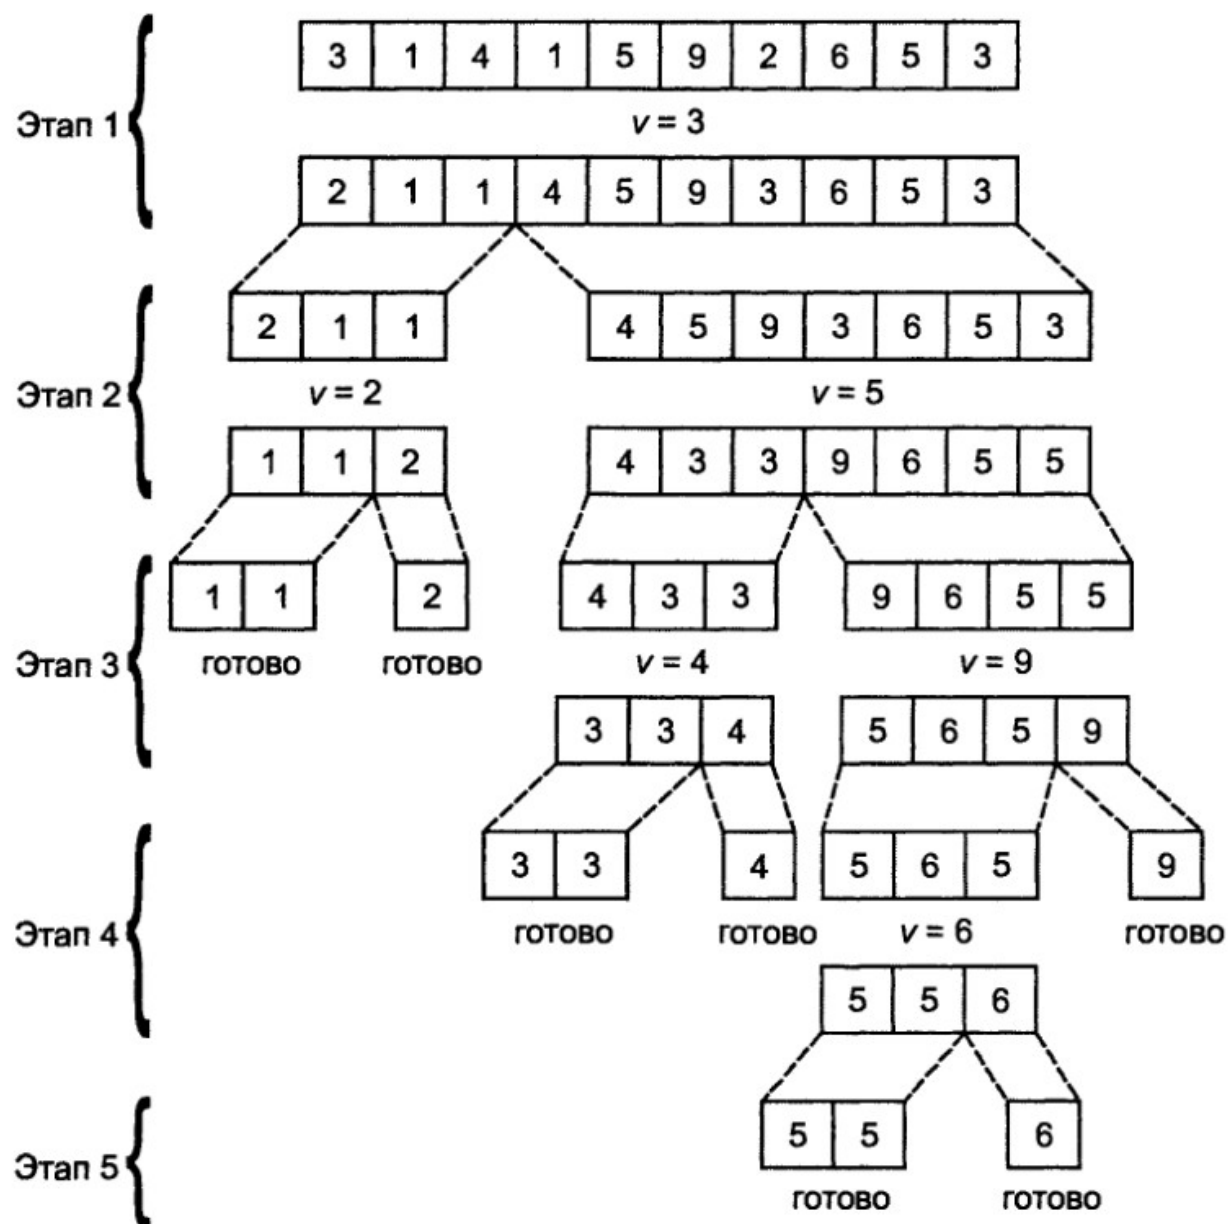 3 1 4 1 5 9 2 6 5 3
Этап 1
v = 3
2 1 1 4 5 9 3 6 5 3
2 1 1 4 5 9 3 6 5 3
Этап 2
v = 2 v = 5
1 1 2 4 3 3 9 6 5 5
1 1 2 4 3 3 9 6 5 5
Этап 3
готово готово v = 4 v = 9
3 3 4 5 6 5 9
3 3 4 5 6 5 9
Этап 4
готово готово v = 6 готово
5 5 6
5 5 6
Этап 5
готово готово